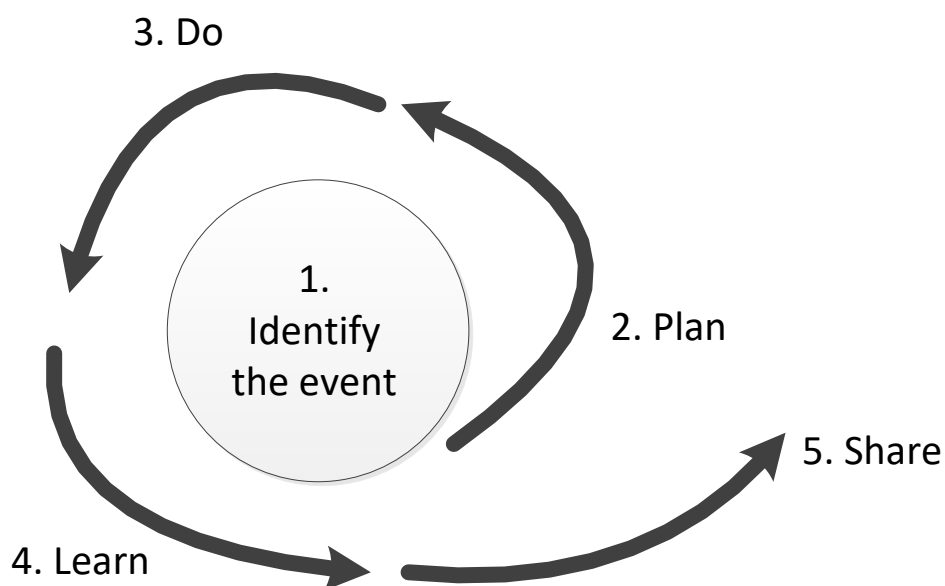 3. Do
1.
Identify
the event
2. Plan
5. Share
4. Learn